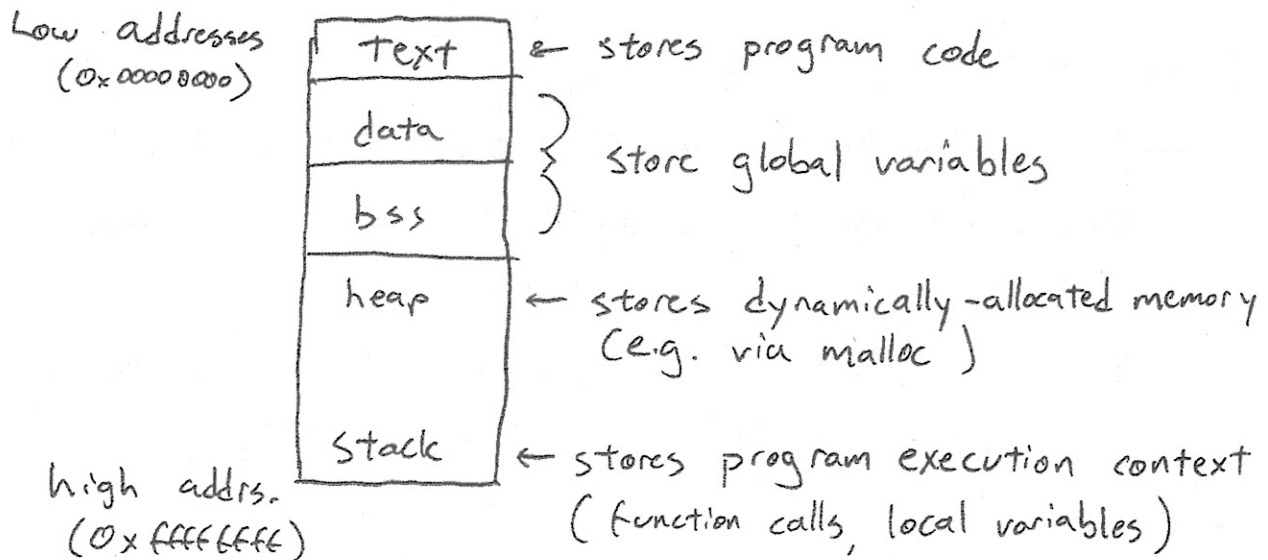 Low addresses
(0x00000000)
text
← stores program code
data
bss
store global variables
heap
← stores dynamically-allocated memory
(e.g. via malloc)
stack
← stores program execution context
(function calls, local variables)
high addrs.
(0xffffffff)